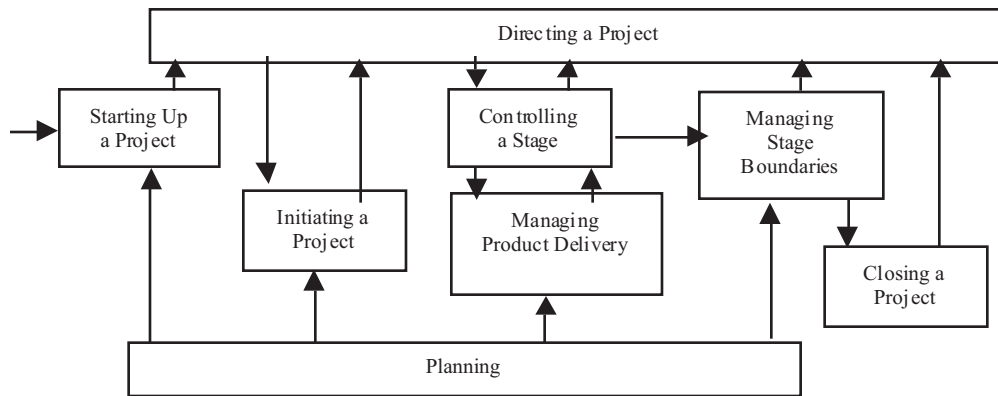 Directing a Project
Starting Up
a Project
Controlling
a Stage
Managing
Stage
Boundaries
Initiating a
Project
Managing
Product Delivery
Closing a
Project
Planning